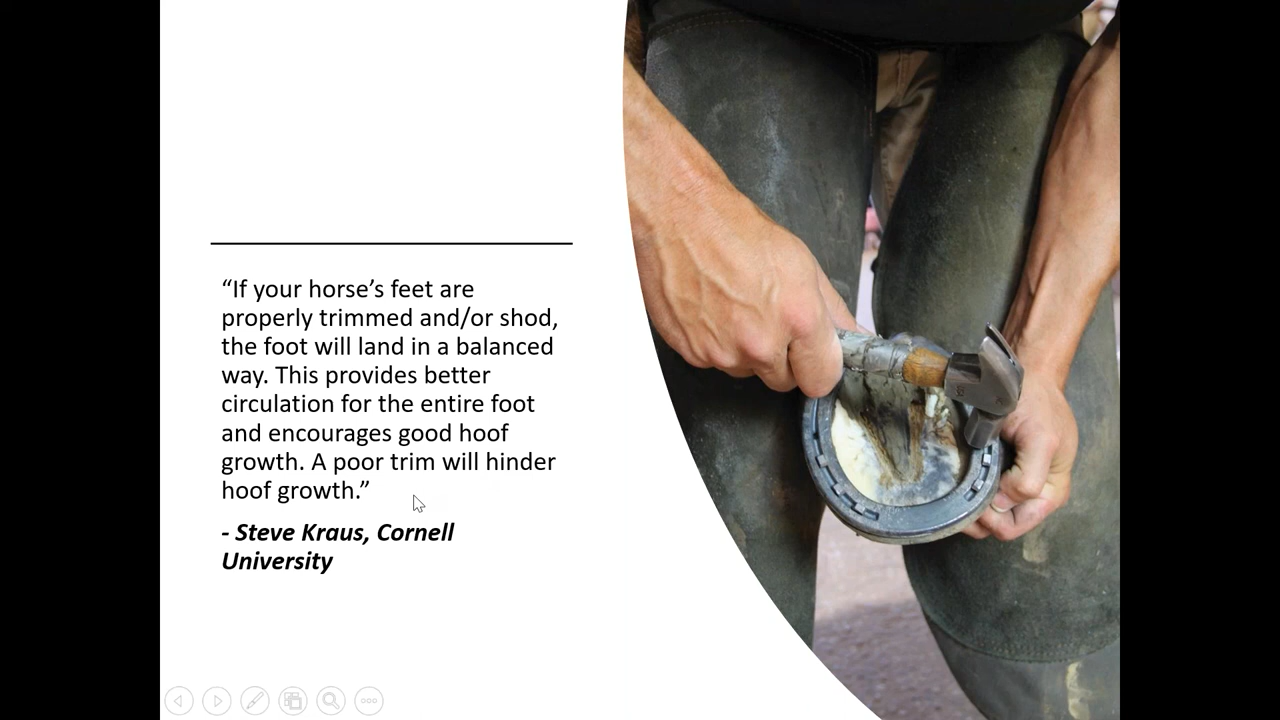 “If your horse’s feet are
properly trimmed and/or shod,
the foot will land in a balanced
way. This provides better
circulation for the entire foot
and encourages good hoof
growth. A poor trim will hinder
hoof growth.”
- Steve Kraus, Cornell
University